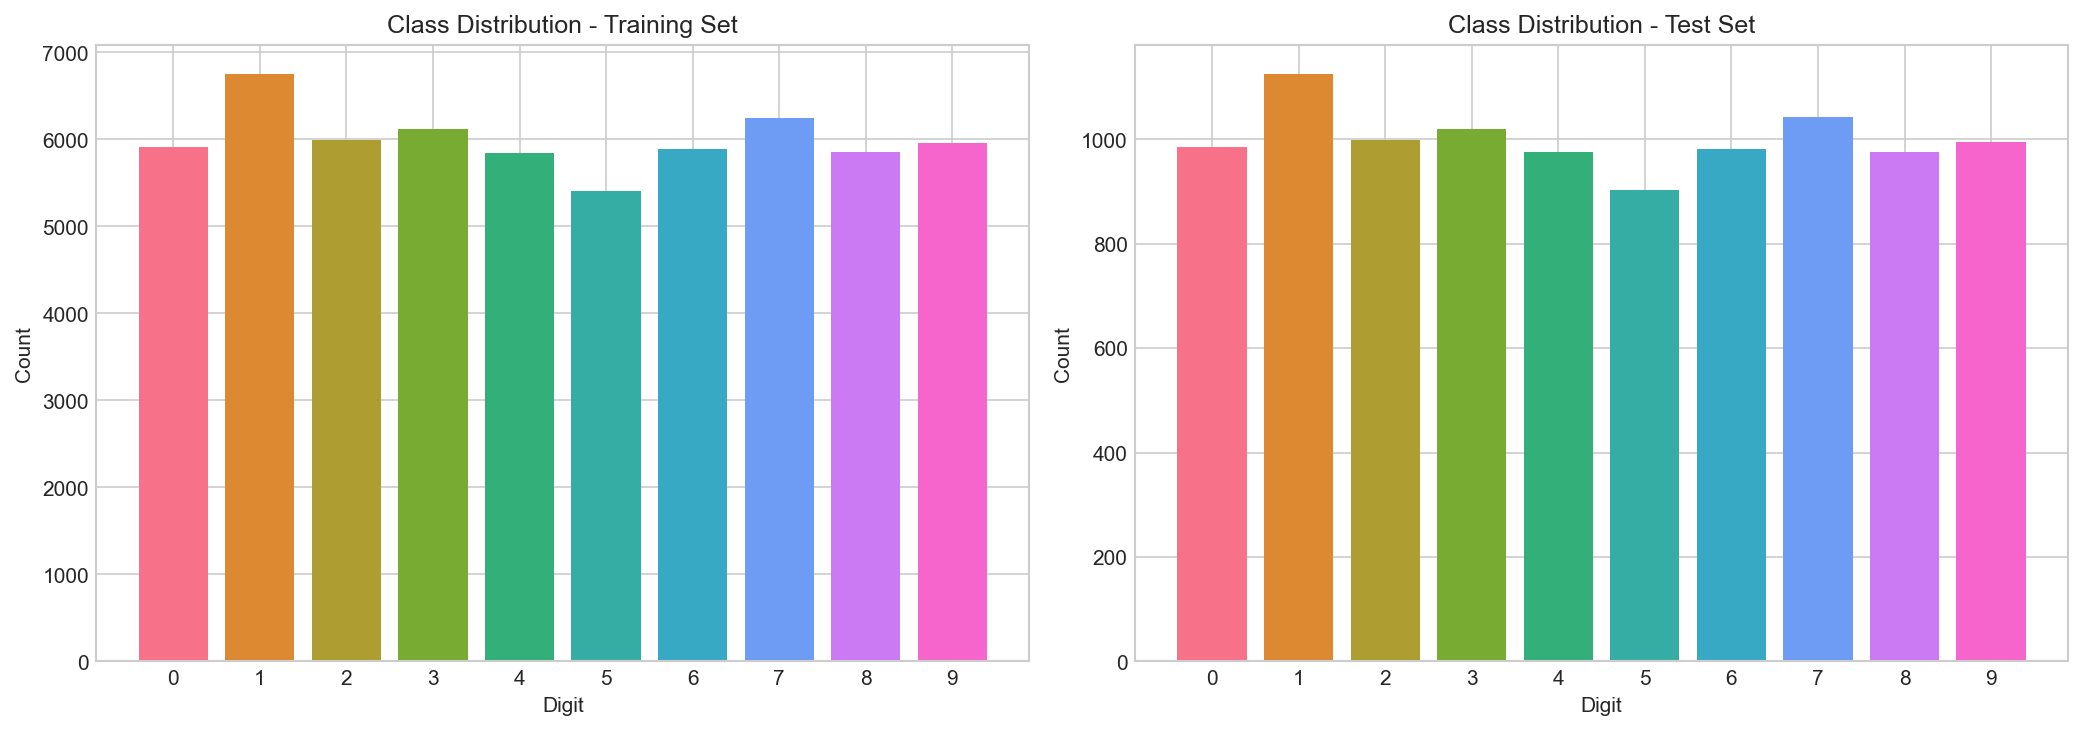 Class Distribution - Training Set
7000
6000
5000
4000
3000
2000
1000
0
Count
0 1 2 3 4 5 6 7 8 9
Digit
Class Distribution - Test Set
1000
800
600
400
200
0
Count
0 1 2 3 4 5 6 7 8 9
Digit